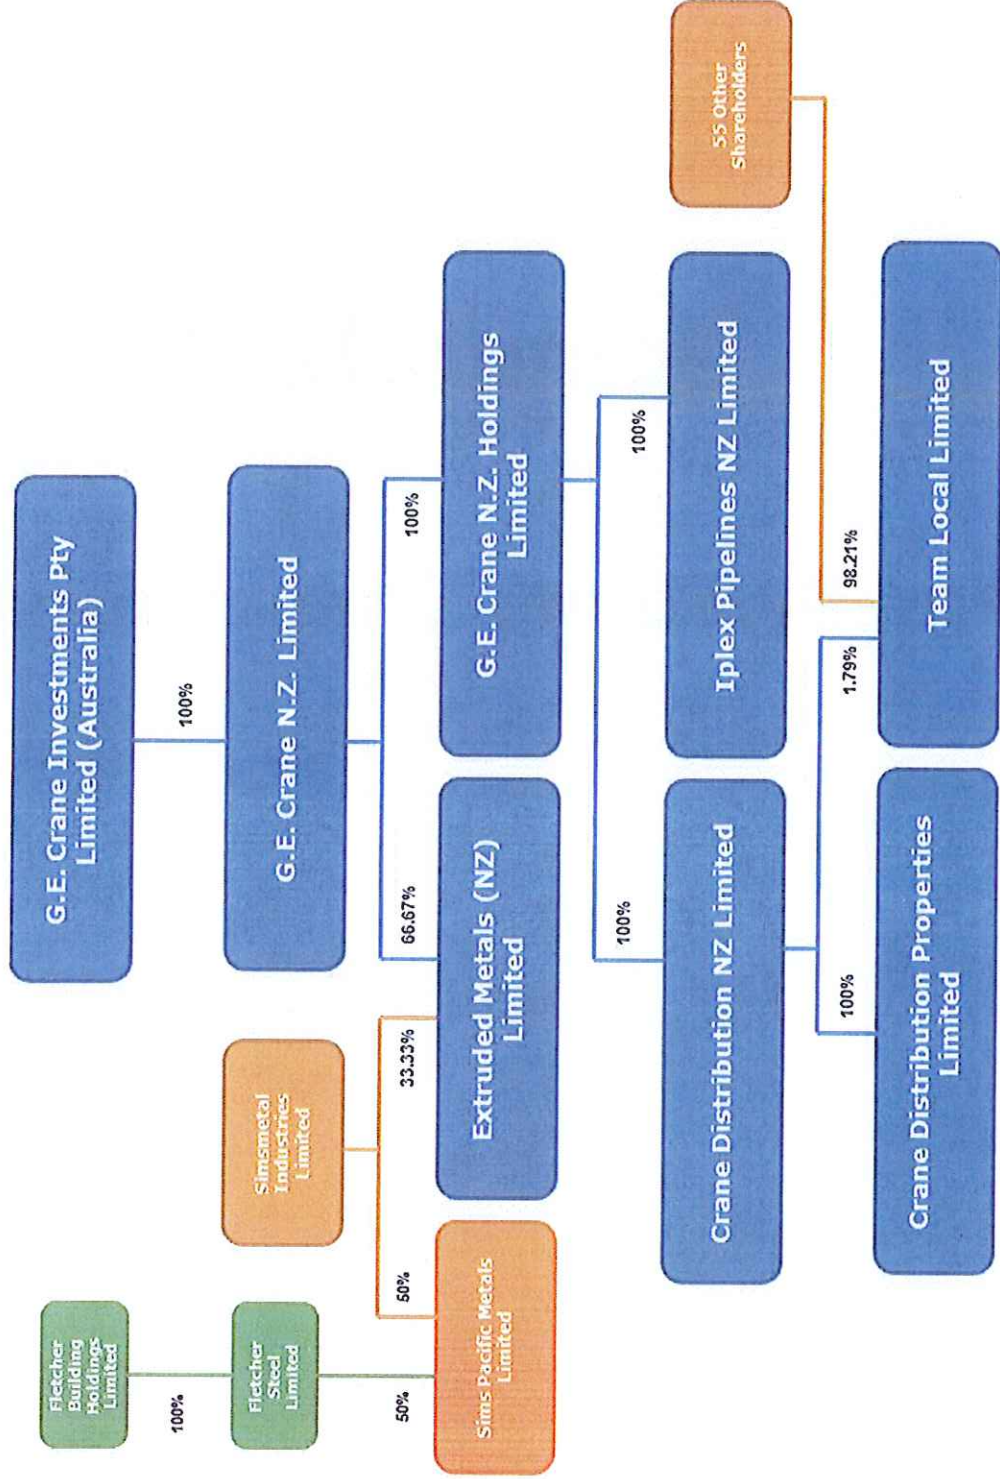 G.E. Crane Investments Pty
Limited (Australia)
100%
Fletcher
Building
Holdings
Limited
100%
Fletcher
Steel
Limited
Simsmetal
Industries
Limited
G.E. Crane N.Z. Limited
50%
50%
33.33%
66.67%
100%
Sims Pacific Metals
Limited
Extruded Metals (NZ)
Limited
G.E. Crane N.Z. Holdings
Limited
100%
100%
Crane Distribution NZ Limited
Iplex Pipelines NZ Limited
55 Other
Shareholders
100%
1.79%
98.21%
Crane Distribution Properties
Limited
Team Local Limited